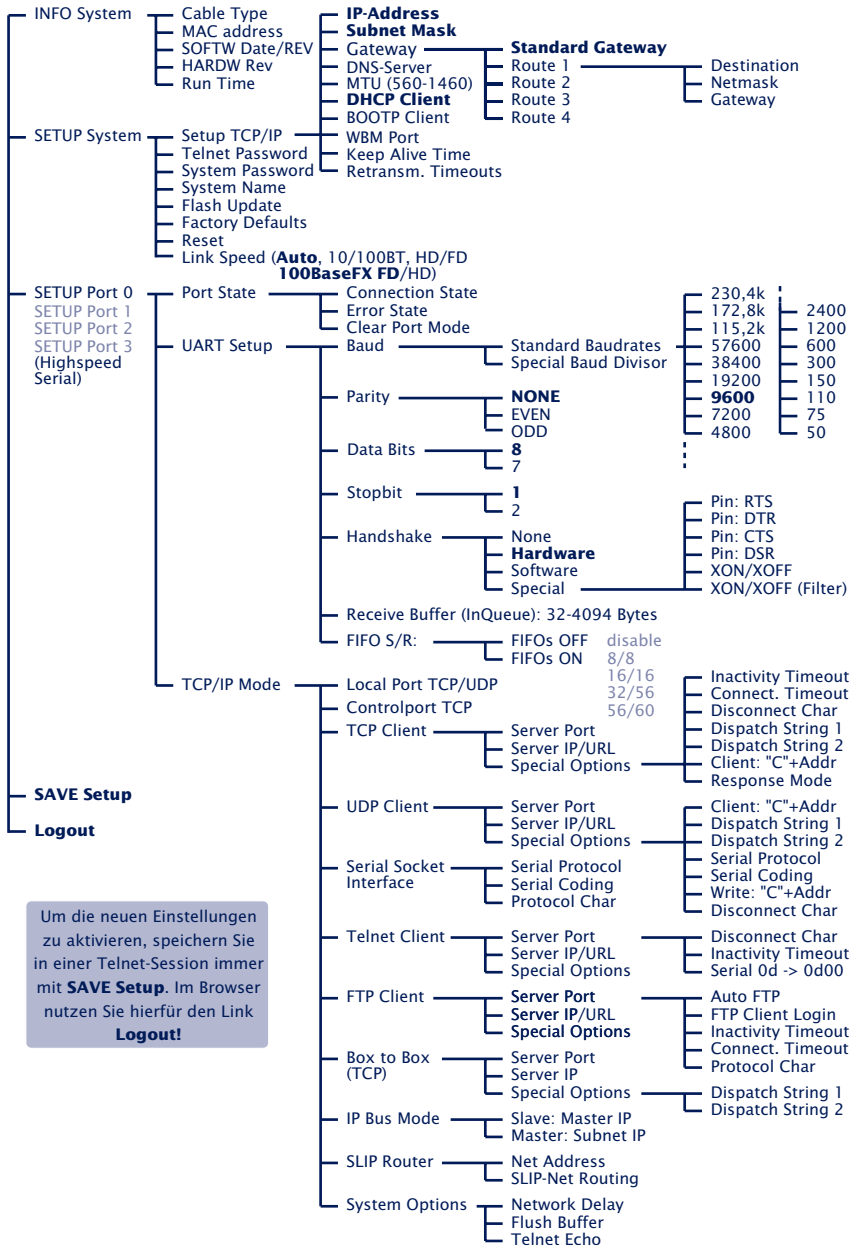 INFO System
Cable Type
MAC address
SOFTW Date/REV
HARDW Rev
Run Time
SETUP System
Setup TCP/IP
IP-Address
Subnet Mask
Gateway
Standard Gateway
Route 1
Destination
Netmask
Gateway
Route 2
Route 3
Route 4
DNS-Server
MTU (560-1460)
DHCP Client
BOOTP Client
WBM Port
Keep Alive Time
Retransm. Timeouts
Telnet Password
System Password
System Name
Flash Update
Factory Defaults
Reset
Link Speed (Auto, 10/100BT, HD/FD
100BaseFX FD/HD)
SETUP Port 0
SETUP Port 1
SETUP Port 2
SETUP Port 3
(Highspeed
Serial)
Port State
Connection State
Error State
Clear Port Mode
UART Setup
Baud
Standard Baudrates
230,4k
172,8k
115,2k
57600
38400
19200
9600
7200
4800
2400
1200
600
300
150
110
75
50
Special Baud Divisor
Parity
NONE
EVEN
ODD
Data Bits
8
7
Stopbit
1
2
Handshake
None
Hardware
Software
Special
Pin: RTS
Pin: DTR
Pin: CTS
Pin: DSR
XON/XOFF
XON/XOFF (Filter)
Receive Buffer (InQueue): 32-4094 Bytes
FIFO S/R:
FIFOs OFF disable
FIFOs ON 8/8
16/16
32/56
56/60
TCP/IP Mode
Local Port TCP/UDP
Controlport TCP
TCP Client
Server Port
Server IP/URL
Special Options
Inactivity Timeout
Connect. Timeout
Disconnect Char
Dispatch String 1
Dispatch String 2
Client: "C"+Addr
Response Mode
UDP Client
Server Port
Server IP/URL
Special Options
Client: "C"+Addr
Dispatch String 1
Dispatch String 2
Serial Protocol
Serial Coding
Write: "C"+Addr
Disconnect Char
Serial Socket
Interface
Serial Protocol
Serial Coding
Protocol Char
Telnet Client
Server Port
Server IP/URL
Special Options
Disconnect Char
Inactivity Timeout
Serial 0d -> 0d00
FTP Client
Server Port
Server IP/URL
Special Options
Auto FTP
FTP Client Login
Inactivity Timeout
Connect. Timeout
Protocol Char
Box to Box
(TCP)
Server Port
Server IP
Special Options
Dispatch String 1
Dispatch String 2
IP Bus Mode
Slave: Master IP
Master: Subnet IP
SLIP Router
Net Address
SLIP-Net Routing
System Options
Network Delay
Flush Buffer
Telnet Echo
SAVE Setup
Logout
Um die neuen Einstellungen
zu aktivieren, speichern Sie
in einer Telnet-Session immer
mit SAVE Setup. Im Browser
nutzen Sie hierfür den Link
Logout!